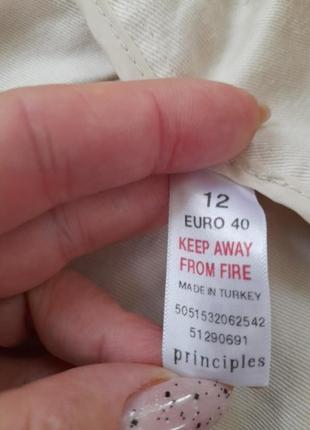 12
EURO 40
KEEP AWAY
FROM FIRE
MADE IN TURKEY
5051532062542
51290691
principles